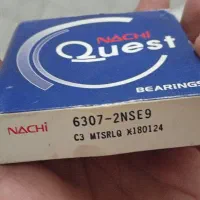 NACHI
Quest
BEARINGS
NACHI 6307-2NSE9
C3 MTSRLQ X180124